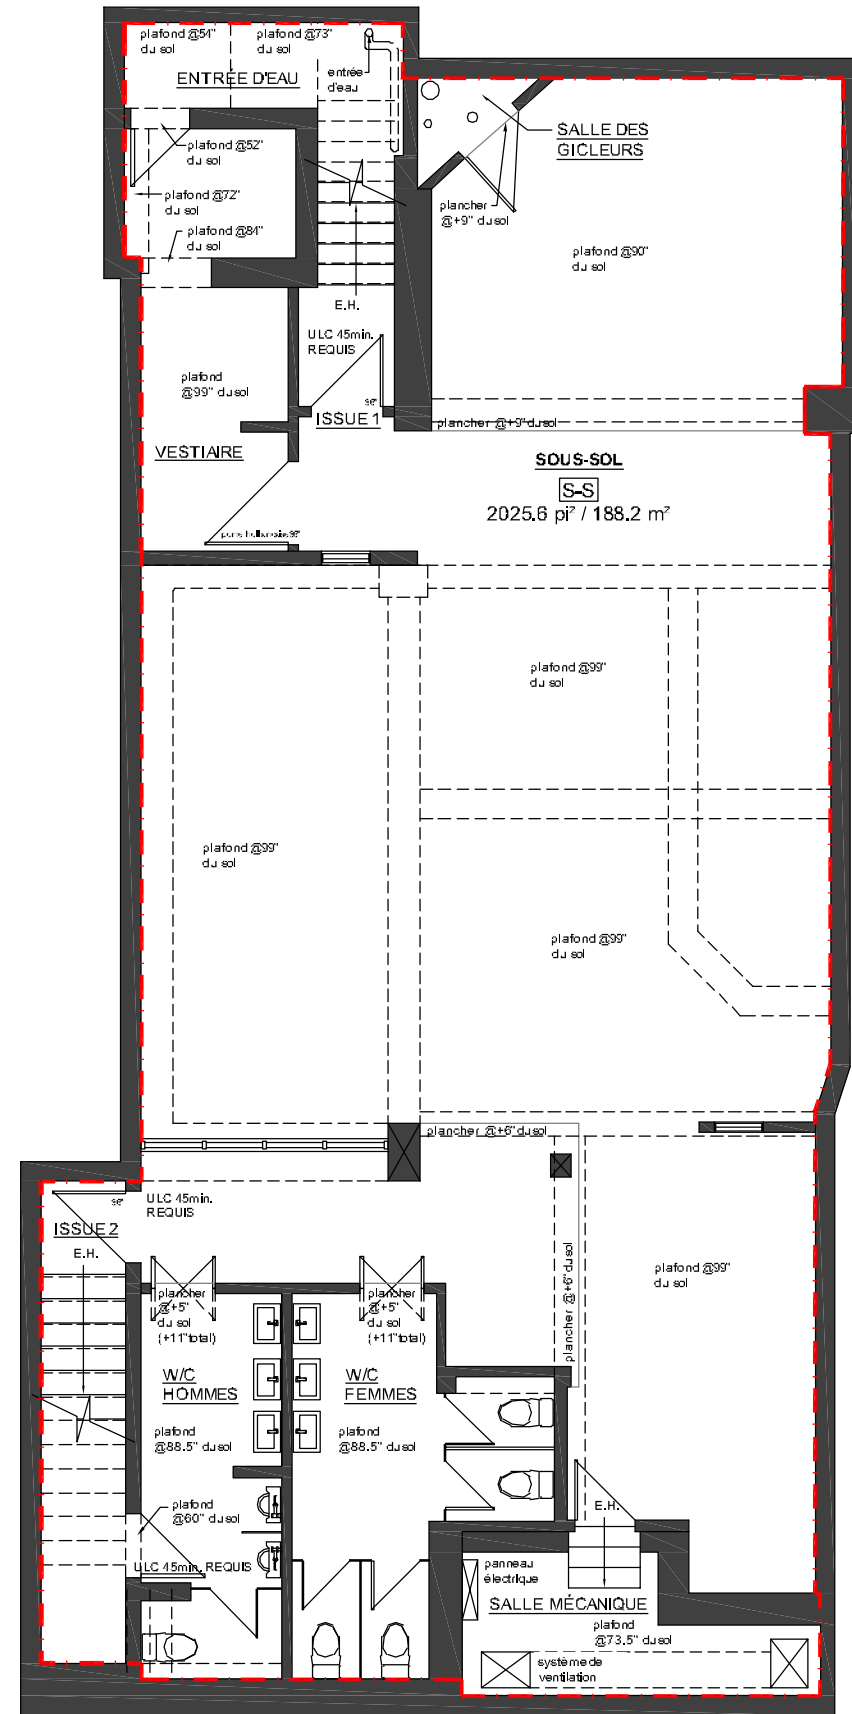 plafond @54"
du sol
plafond @73"
du sol
ENTRÉE D'EAU
entrée
d'eau
plafond @52"
du sol
plafond @72"
du sol
plafond @84"
du sol
SALLE DES
GICLEURS
plancher
@+9" du sol
plafond @90"
du sol
E.H.
ULC 45min.
REQUIS
plafond
@99" du sol
36"
ISSUE 1
plancher @+9" du sol
VESTIAIRE
SOUS-SOL
S-S
2025.6 pi² / 188.2 m²
porte hollandaise 36"
plafond @99"
du sol
plafond @99"
du sol
plafond @99"
du sol
plancher @+6" du sol
36"
ULC 45min.
REQUIS
ISSUE 2
E.H.
plancher @+6" du sol
plafond @99"
du sol
plancher
@+5"
du sol
(+11" total)
plancher
@+5"
du sol
(+11" total)
W/C
HOMMES
W/C
FEMMES
plafond
@88.5" du sol
plafond
@88.5" du sol
plafond
@60" du sol
E.H.
ULC 45min. REQUIS
panneau
électrique
SALLE MÉCANIQUE
plafond
@73.5" du sol
système de
ventilation